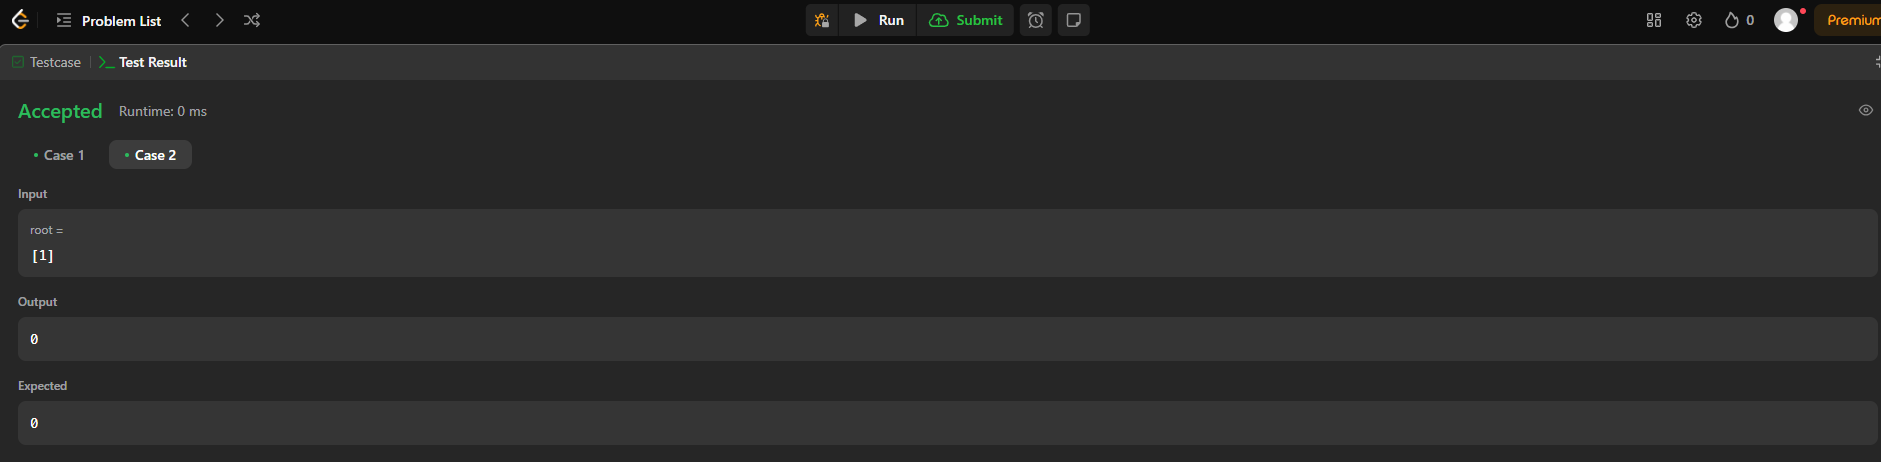 Problem List
Run
Submit
0
Premium
Testcase
Test Result
Accepted
Runtime: 0 ms
Case 1
Case 2
Input
root =
[1]
Output
0
Expected
0